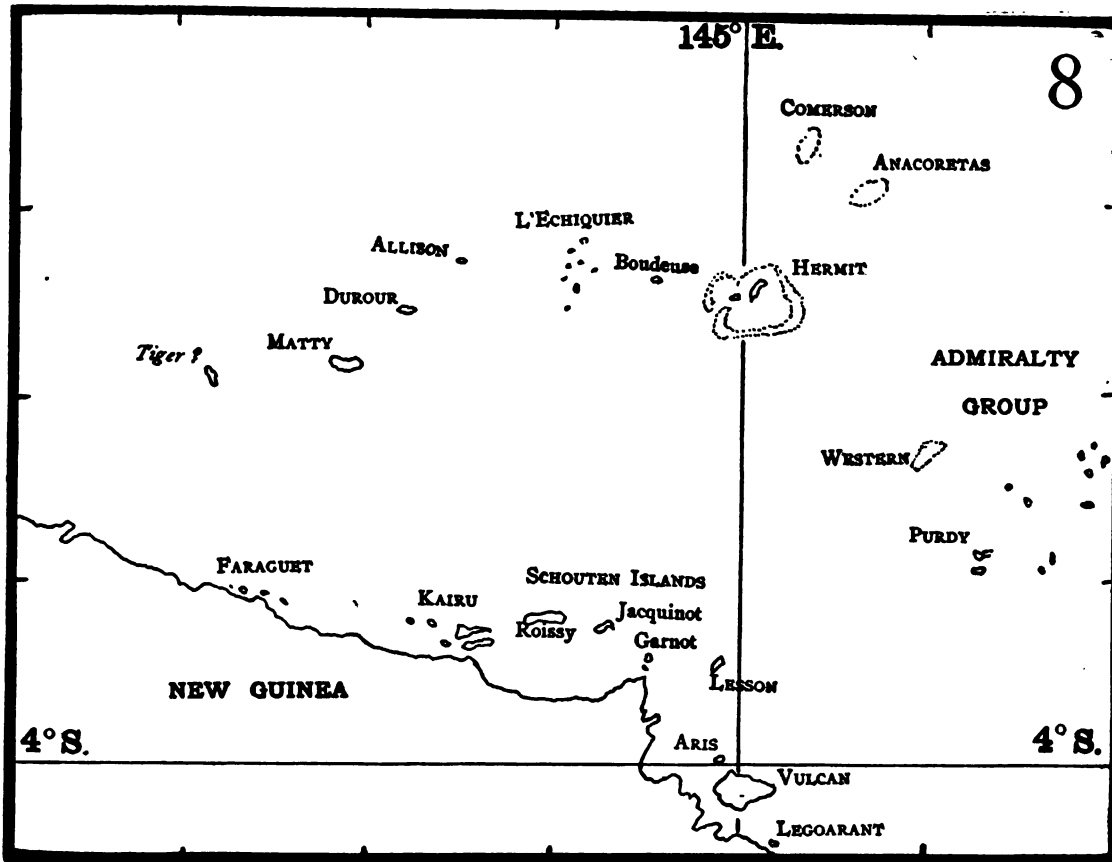 145° E.
8
COMERSON
ANACORETAS
L'ECHIQUIER
ALLISON
Boudeuse
HERMIT
DUROUR
MATTY
Tiger ?
ADMIRALTY
GROUP
WESTERN
PURDY
FARAGUET
SCHOUTEN ISLANDS
KAIRU
Jacquinot
Roissy
Garnot
NEW GUINEA
LESSON
4° S.
4° S.
ARIS
VULCAN
LEGOARANT